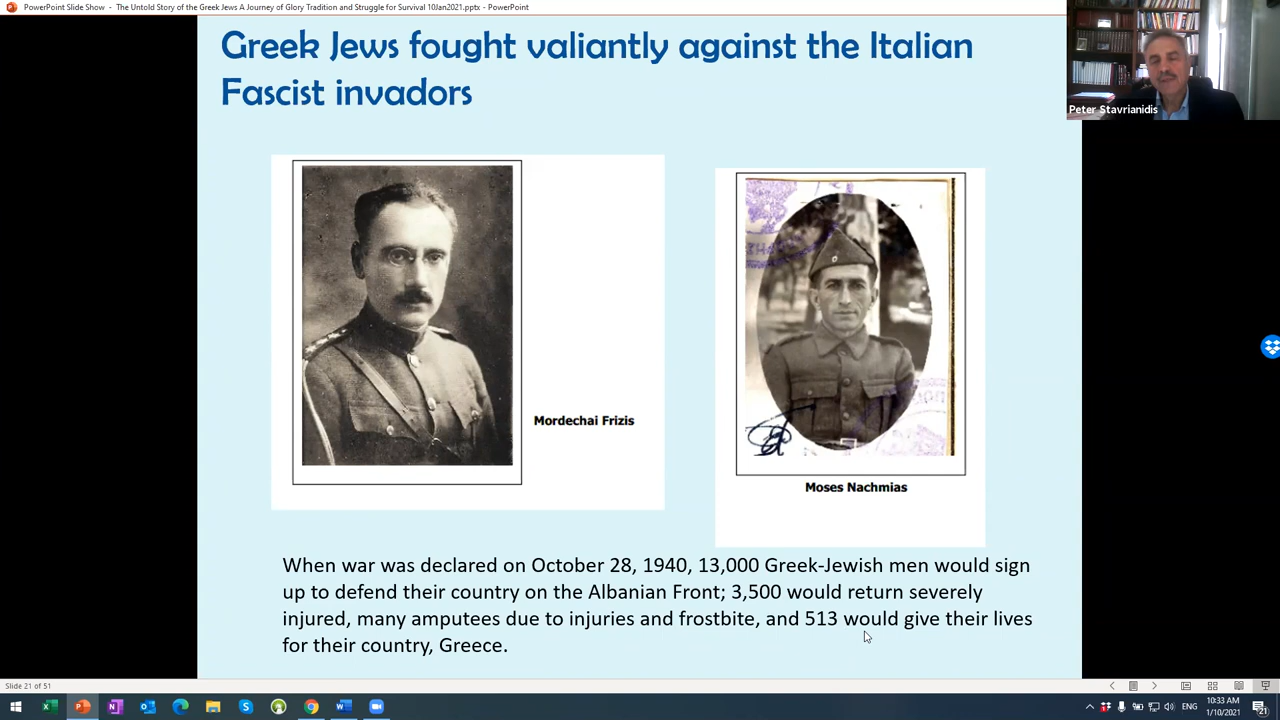 PowerPoint Slide Show - The Untold Story of the Greek Jews A Journey of Glory Tradition and Struggle for Survival 10Jan2021.pptx - PowerPoint
Greek Jews fought valiantly against the Italian
Fascist invadors
Peter Stavrianidis
Mordechai Frizis
Moses Nachmias
When war was declared on October 28, 1940, 13,000 Greek-Jewish men would sign
up to defend their country on the Albanian Front; 3,500 would return severely
injured, many amputees due to injuries and frostbite, and 513 would give their lives
for their country, Greece.
Slide 21 of 51
ENG
10:33 AM
1/10/2021
21